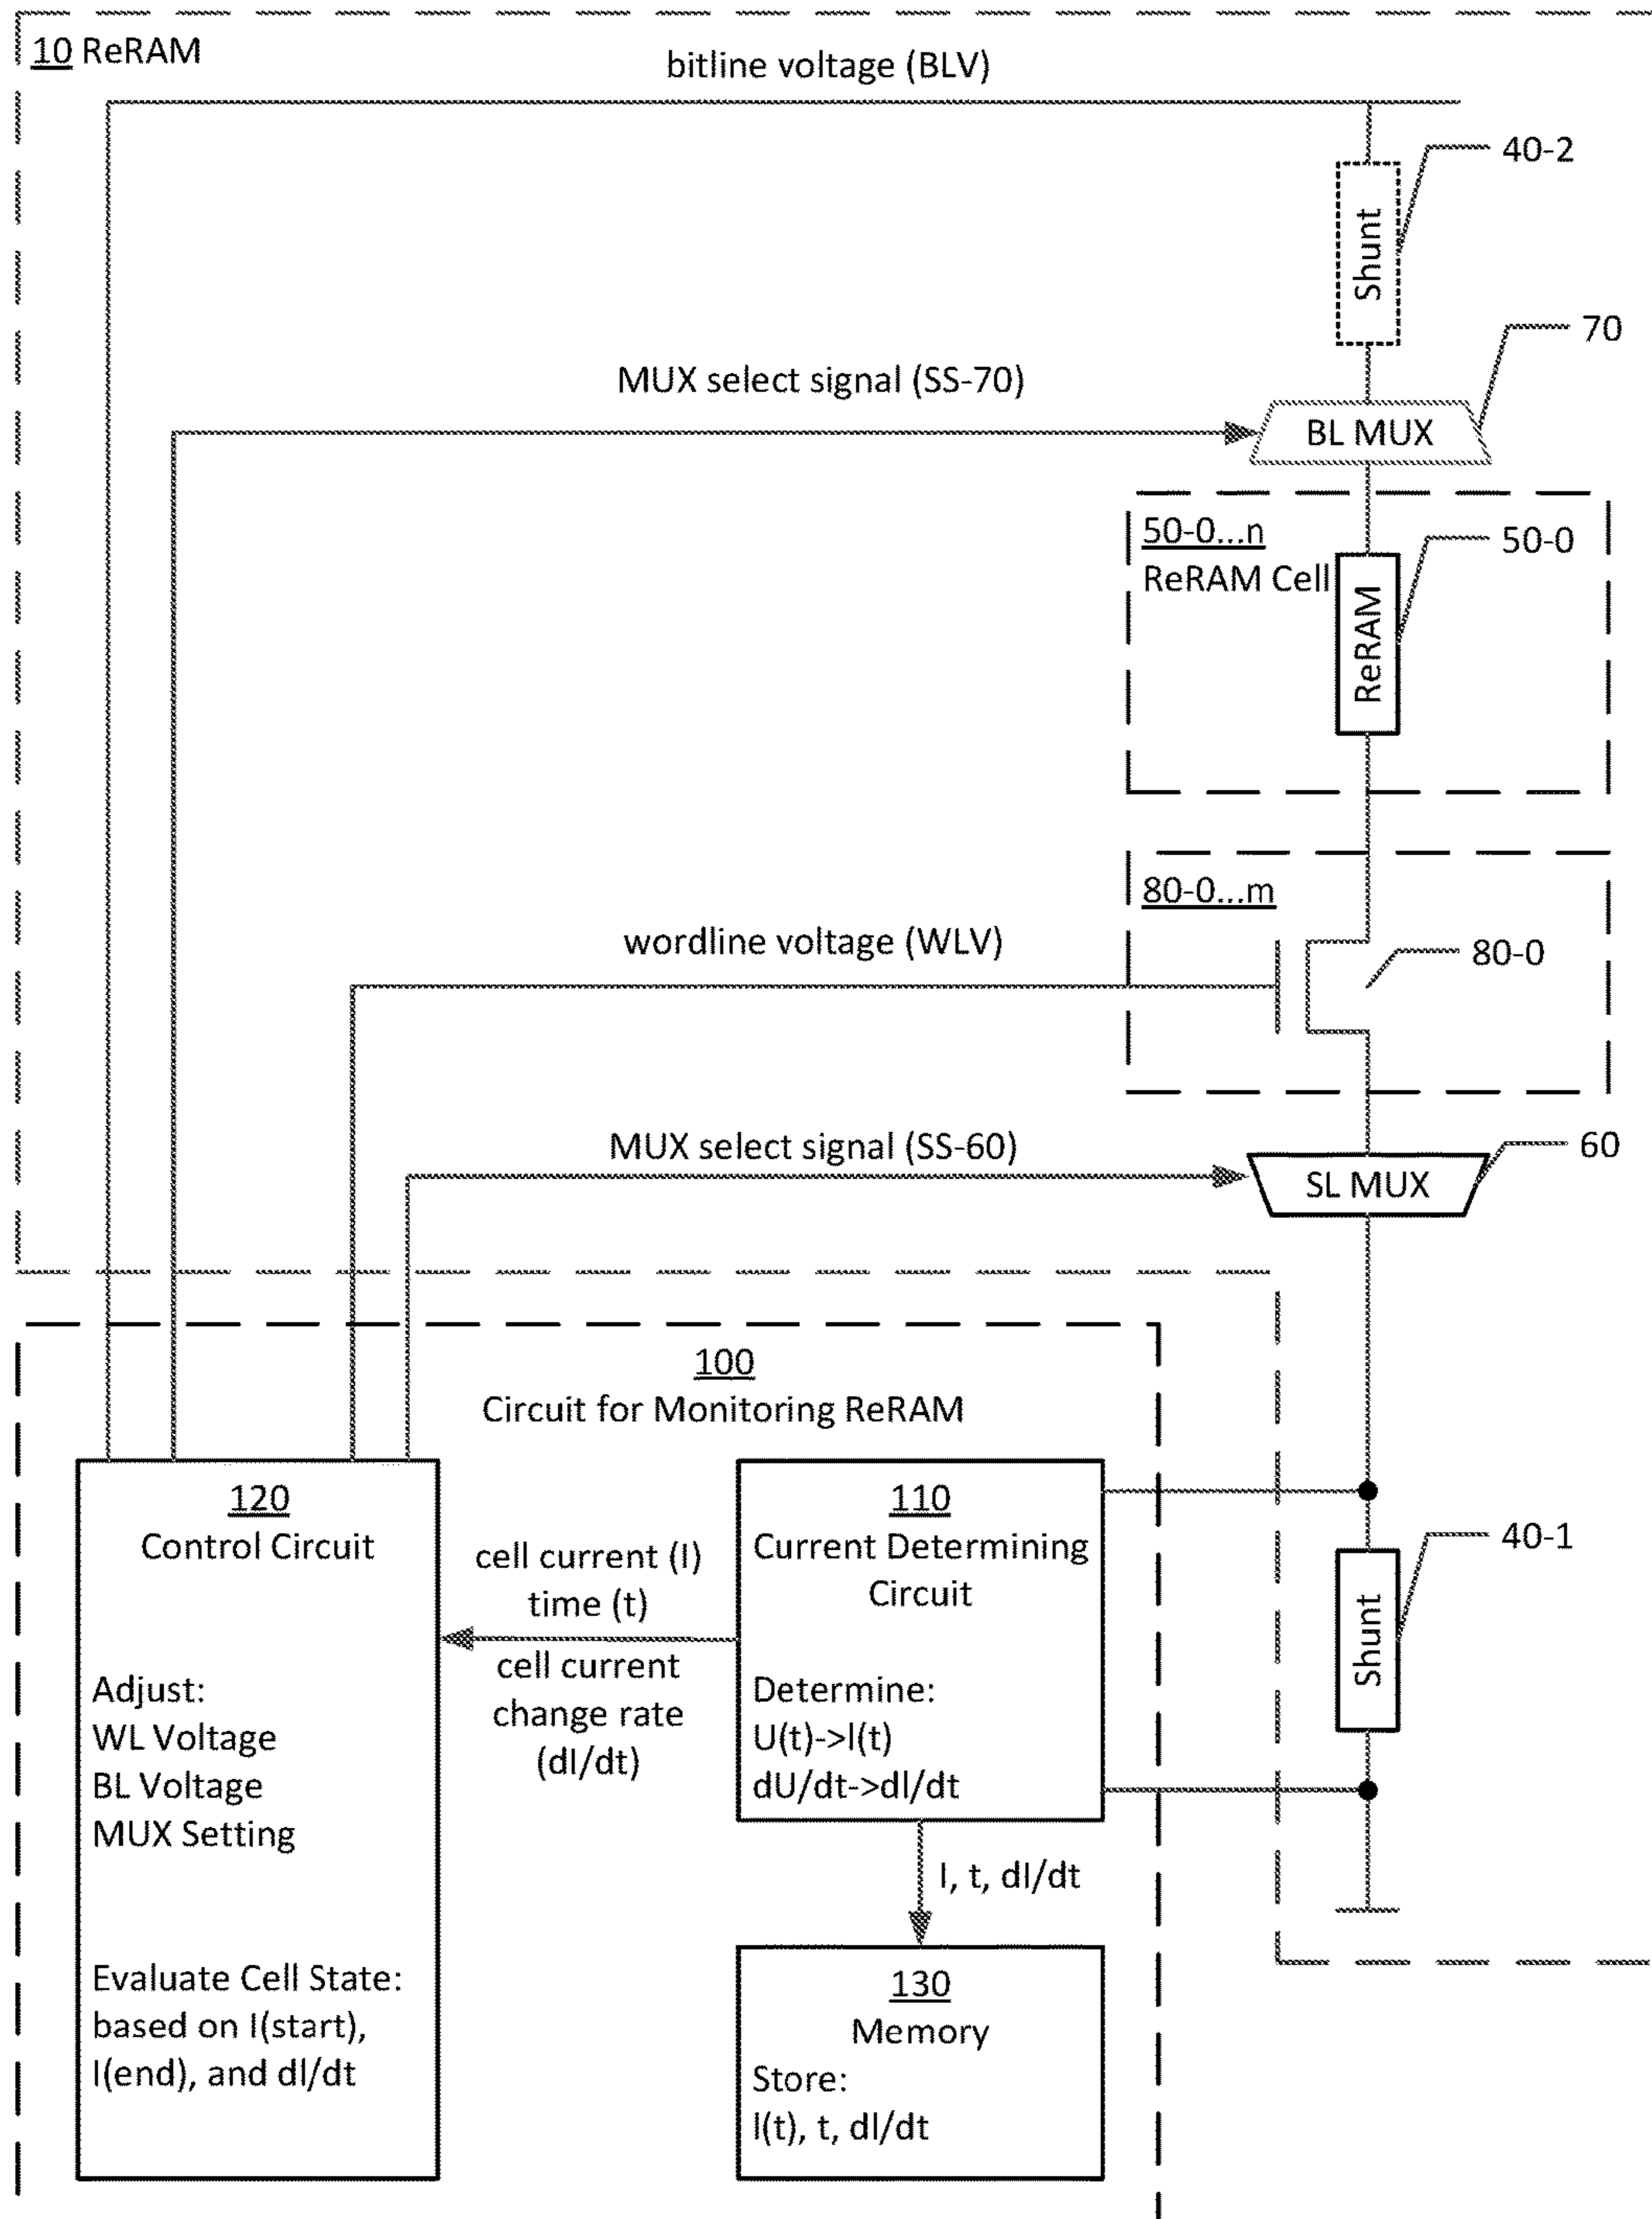 10 ReRAM
bitline voltage (BLV)
40-2
Shunt
70
MUX select signal (SS-70)
BL MUX
50-0...n
ReRAM Cell
50-0
ReRAM
80-0...m
wordline voltage (WLV)
80-0
MUX select signal (SS-60)
60
SL MUX
100
Circuit for Monitoring ReRAM
120
Control Circuit
Adjust:
WL Voltage
BL Voltage
MUX Setting
Evaluate Cell State:
based on I(start),
I(end), and dI/dt
cell current (I)
time (t)
cell current
change rate
(dI/dt)
110
Current Determining
Circuit
Determine:
U(t)->I(t)
dU/dt->dI/dt
40-1
Shunt
I, t, dI/dt
130
Memory
Store:
I(t), t, dI/dt